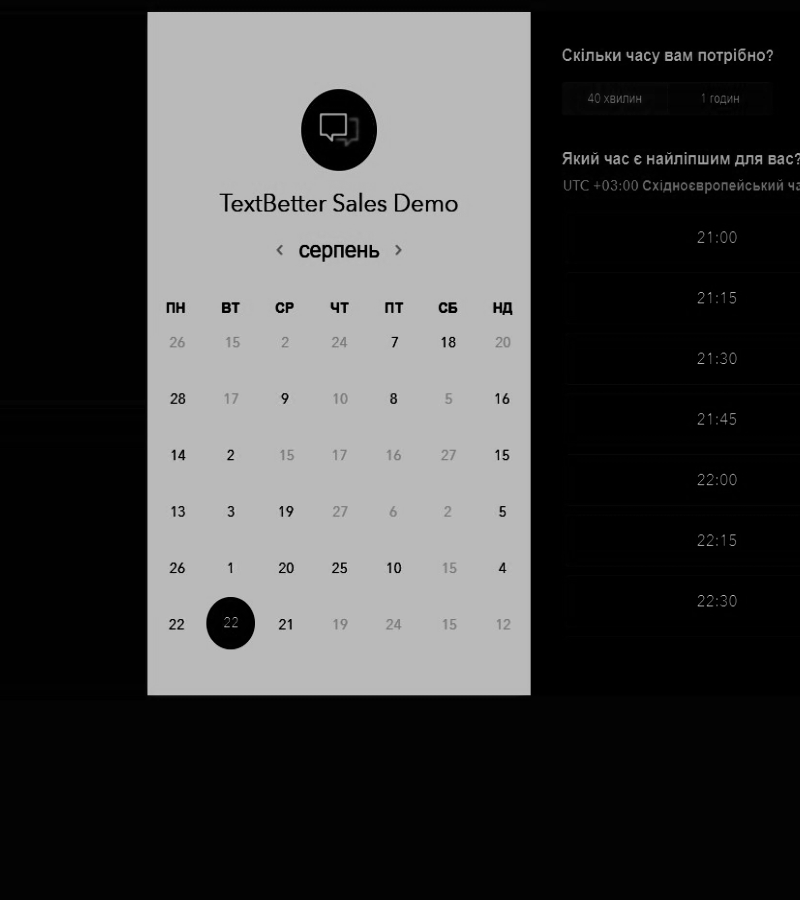 TextBetter Sales Demo
серпень
ПН ВТ СР ЧТ ПТ СБ НД
26 15 2 24 7 18 20
28 17 9 10 8 5 16
14 2 15 17 16 27 15
13 3 19 27 6 2 5
26 1 20 25 10 15 4
22 22 21 19 24 15 12
Скільки часу вам потрібно?
40 хвилин 1 годин
Який час є найліпшим для вас?
UTC +03:00 Східноєвропейський ча
21:00
21:15
21:30
21:45
22:00
22:15
22:30